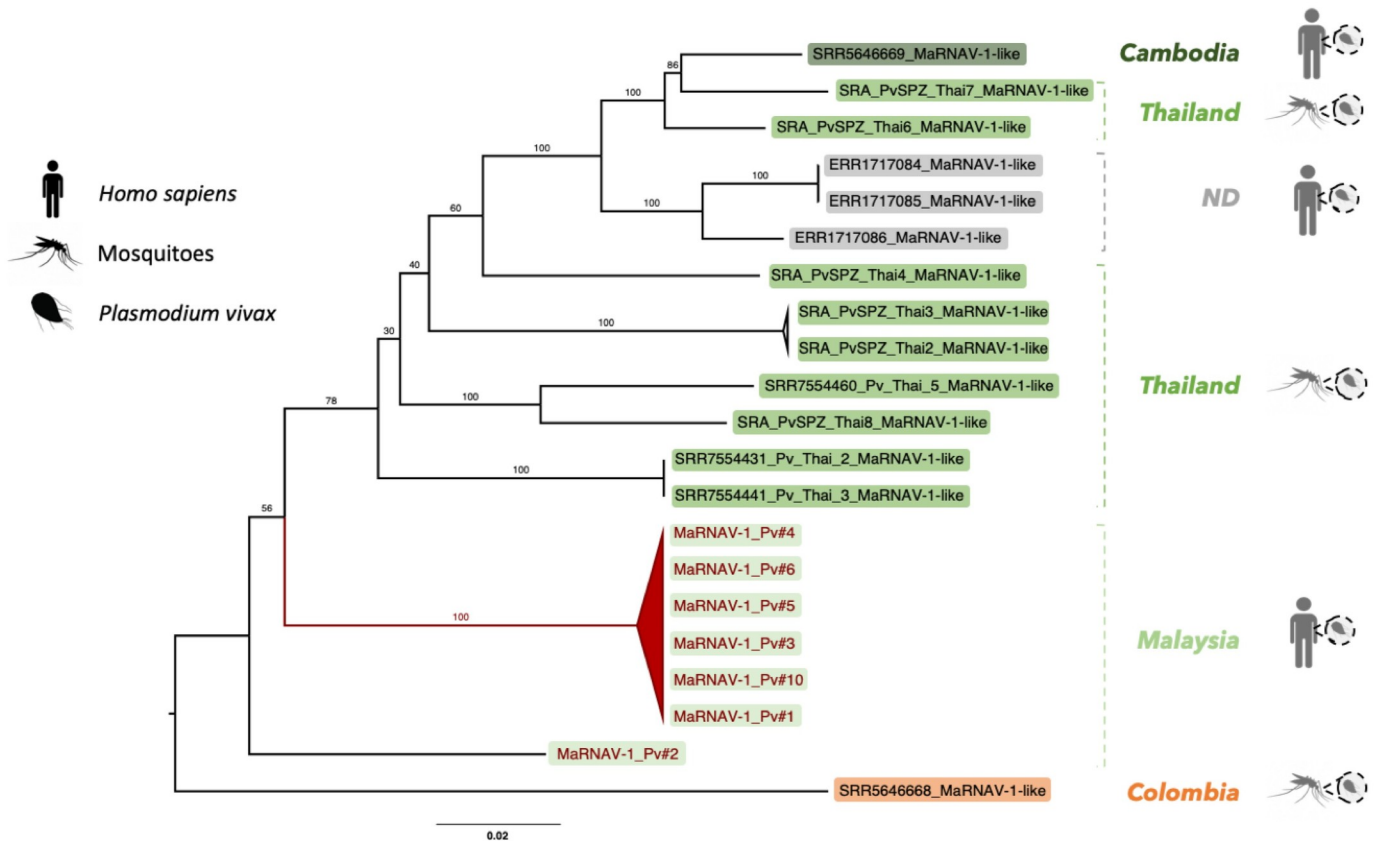 SRR5646669_MaRNAV-1-like
Cambodia
86
SRA_PvSPZ_Thai7_MaRNAV-1-like
100
Thailand
SRA_PvSPZ_Thai6_MaRNAV-1-like
100
ERR1717084_MaRNAV-1-like
100
Homo sapiens
ERR1717085_MaRNAV-1-like
ND
100
60
ERR1717086_MaRNAV-1-like
Mosquitoes
40
SRA_PvSPZ_Thai4_MaRNAV-1-like
Plasmodium vivax
SRA_PvSPZ_Thai3_MaRNAV-1-like
100
30
SRA_PvSPZ_Thai2_MaRNAV-1-like
SRR7554460_Pv_Thai_5_MaRNAV-1-like
Thailand
100
78
SRA_PvSPZ_Thai8_MaRNAV-1-like
SRR7554431_Pv_Thai_2_MaRNAV-1-like
100
SRR7554441_Pv_Thai_3_MaRNAV-1-like
56
MaRNAV-1_Pv#4
MaRNAV-1_Pv#6
MaRNAV-1_Pv#5
100
MaRNAV-1_Pv#3
Malaysia
MaRNAV-1_Pv#10
MaRNAV-1_Pv#1
MaRNAV-1_Pv#2
SRR5646668_MaRNAV-1-like
Colombia
0.02